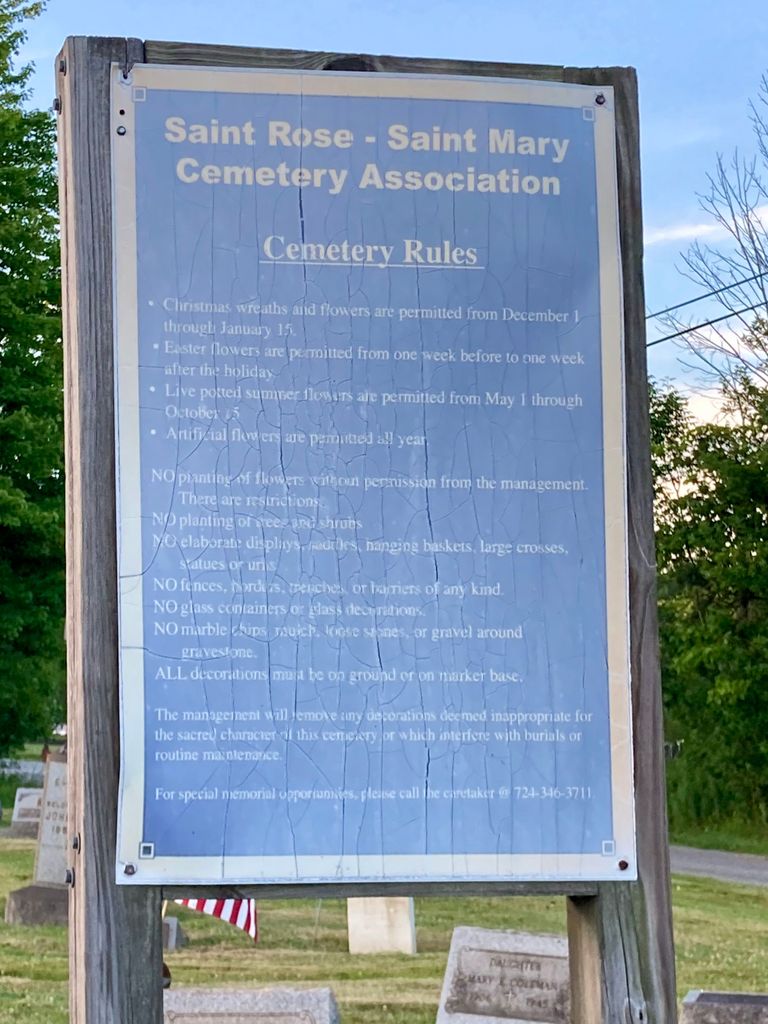 Saint Rose - Saint Mary
Cemetery Association
Cemetery Rules
• Christmas wreaths and flowers are permitted from December 1
through January 15.
• Easter flowers are permitted from one week before to one week
after the holiday.
• Live potted summer flowers are permitted from May 1 through
October 15
• Artificial flowers are permitted all year.
NO planting of flowers without permission from the management.
There are restrictions.
NO planting of trees and shrubs
NO elaborate displays, saddles, hanging baskets, large crosses,
statues or urns.
NO fences, borders, trenches, or barriers of any kind.
NO glass containers or glass decorations.
NO marble chips, mulch, loose stones, or gravel around
gravestone.
ALL decorations must be on ground or on marker base.
The management will remove any decorations deemed inappropriate for
the sacred character of this cemetery or which interfere with burials or
routine maintenance.
For special memorial opportunities, please call the caretaker @ 724-346-3711.
DAUGHTER
MARY E. COLEMAN